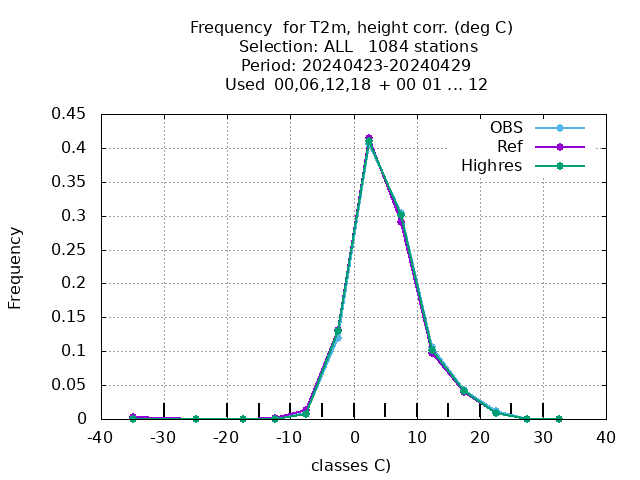 Frequency  for T2m, height corr. (deg C)
Selection: ALL   1084 stations
Period: 20240423-20240429
Used  00,06,12,18  + 00 01 ... 12
0.45
0.4
0.35
0.3
0.25
0.2
0.15
0.1
0.05
0
Frequency
OBS
Ref
Highres
-40 -30 -20 -10 0 10 20 30 40
classes C)